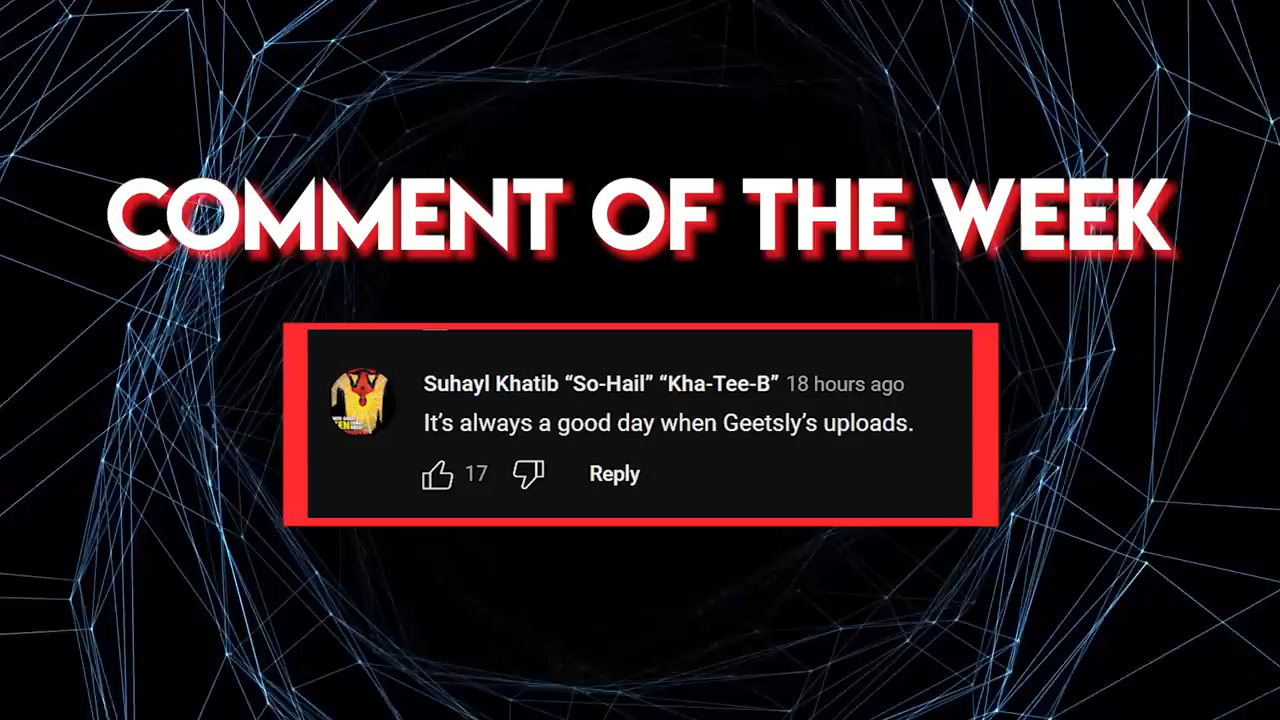 COMMENT OF THE WEEK
Suhayl Khatib “So-Hail” “Kha-Tee-B” 18 hours ago
It’s always a good day when Geetsly’s uploads.
17 Reply